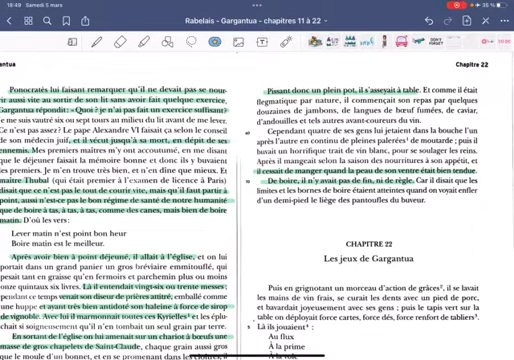 18:49 Samedi 5 mars
35 %
Rabelais - Gargantua - chapitres 11 à 22
DON'T FORGET
antua
Ponocratès lui faisant remarquer qu'il ne devait pas se nour-
rir aussi vite au sortir de son lit sans avoir fait quelque exercice,
Gargantua répondit: «Quoi? je n'ai pas fait un exercice suffisant?
Je me suis vautré six ou sept tours au milieu du lit avant de me lever.
Ce n'est pas assez? Le pape Alexandre VI faisait ça selon le conseil
de son médecin juif, et il vécut jusqu'à sa mort, en dépit de ses
ennemis. Mes premiers maîtres m'y ont accoutumé, en me disant
que le déjeuner faisait la mémoire bonne et donc ils y buvaient
les premiers. Je m'en trouve très bien, et n'en dîne que mieux. Et
maître Thubal (qui était premier à l'examen de licence à Paris)
disait que ce n'est pas le tout de courir vite, mais qu'il faut partir à
point, aussi n'est-ce pas le bon régime de santé de notre humanité
que de boire à tas, à tas, à tas, comme des canes, mais bien de boire
matin. D'où les vers:
Lever matin n'est point bon heur
Boire matin est le meilleur.
Après avoir bien à point déjeuné, il allait à l'église, et on lui
portait dans un grand panier un gros bréviaire emmitouflé, qui
pesait tant en graisse qu'en fermoirs et parchemin plus ou moins
onze quintaux six livres. Là il entendait vingt-six ou trente messes:
pendant ce temps venait son diseur de prières attitré, emballé comme
une huppe et ayant très bien antidoté son haleine à force de sirop
de vignoble. Avec lui il marmonnait toutes ces Kyrielles et les éplu-
chait si soigneusement qu'il n'en tombait un seul grain par terre.
En sortant de l'église on lui amenait sur un chariot à bœufs une
masse de gros chapelets de Saint-Claude, chaque grain aussi gros
que le moule d'un bonnet, et en se promenant dans le cloître, il
Chapitre 22
Pissant donc un plein pot, il s'asseyait à table. Et comme il était
flegmatique par nature, il commençait son repas par quelques
douzaines de jambons, de langues de bœuf fumées, de caviar,
d'andouilles et tels autres avant-coureurs du vin.
Cependant quatre de ses gens lui jetaient dans la bouche l'un
après l'autre en continu de pleines palerées de moutarde; puis il
buvait un horrifique trait de vin blanc, pour se soulager les reins.
Après il mangeait selon la saison des nourritures à son appétit, et
il cessait de manger quand la peau de son ventre était bien tendue.
De boire, il n'y avait pas de fin, ni de règle. Car il disait que les
limites et les bornes de boire étaient atteintes quand on voyait enfler
d'un demi-pied le liège des pantoufles du buveur.
CHAPITRE 22
Les jeux de Gargantua
Puis en grignotant un morceau d'action de grâces, il se lavait
les mains de vin frais, se curait les dents avec un pied de porc,
et bavardait joyeusement avec ses gens; puis le tapis vert sur la
table on déployait force cartes, force dés, force renfort de tabliers.
5 Là ils jouaient:
Au flux
À la prime
À la vole